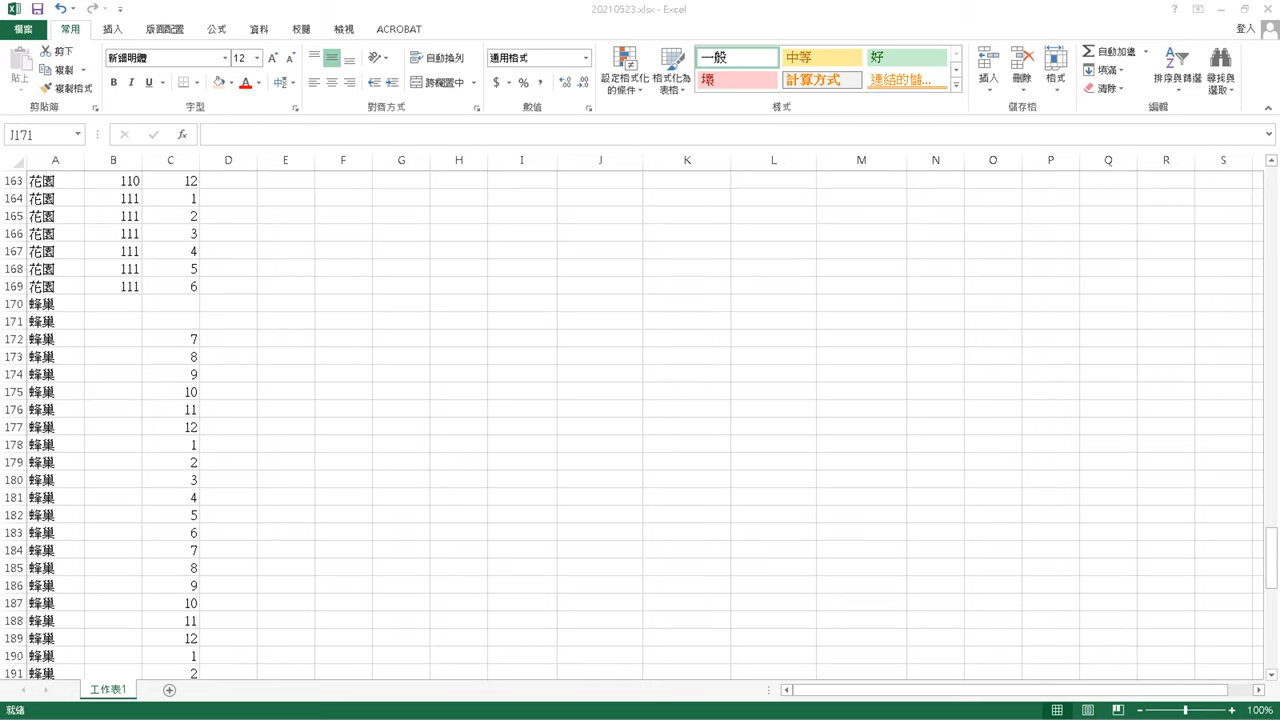 20210523.xlsx - Excel
檔案 常用 插入 版面配置 公式 資料 校閱 檢視 ACROBAT 登入
剪下 新細明體 12 A A 自動換列 通用格式 一般 中等 好 Σ 自動加總
貼上 複製 設定格式化的條件 格式化為表格 插入 刪除 格式 填滿 排序與篩選 尋找與選取
複製格式 B I U A 跨欄置中 $ % , 壞 計算方式 連結的儲... 清除
剪貼簿 字型 對齊方式 數值 樣式 儲存格 編輯
J171 fx
A B C D E F G H I J K L M N O P Q R S
163 花園 110 12
164 花園 111 1
165 花園 111 2
166 花園 111 3
167 花園 111 4
168 花園 111 5
169 花園 111 6
170 蜂巢
171 蜂巢
172 蜂巢 7
173 蜂巢 8
174 蜂巢 9
175 蜂巢 10
176 蜂巢 11
177 蜂巢 12
178 蜂巢 1
179 蜂巢 2
180 蜂巢 3
181 蜂巢 4
182 蜂巢 5
183 蜂巢 6
184 蜂巢 7
185 蜂巢 8
186 蜂巢 9
187 蜂巢 10
188 蜂巢 11
189 蜂巢 12
190 蜂巢 1
191 蜂巢 2
工作表1
就緒 100%